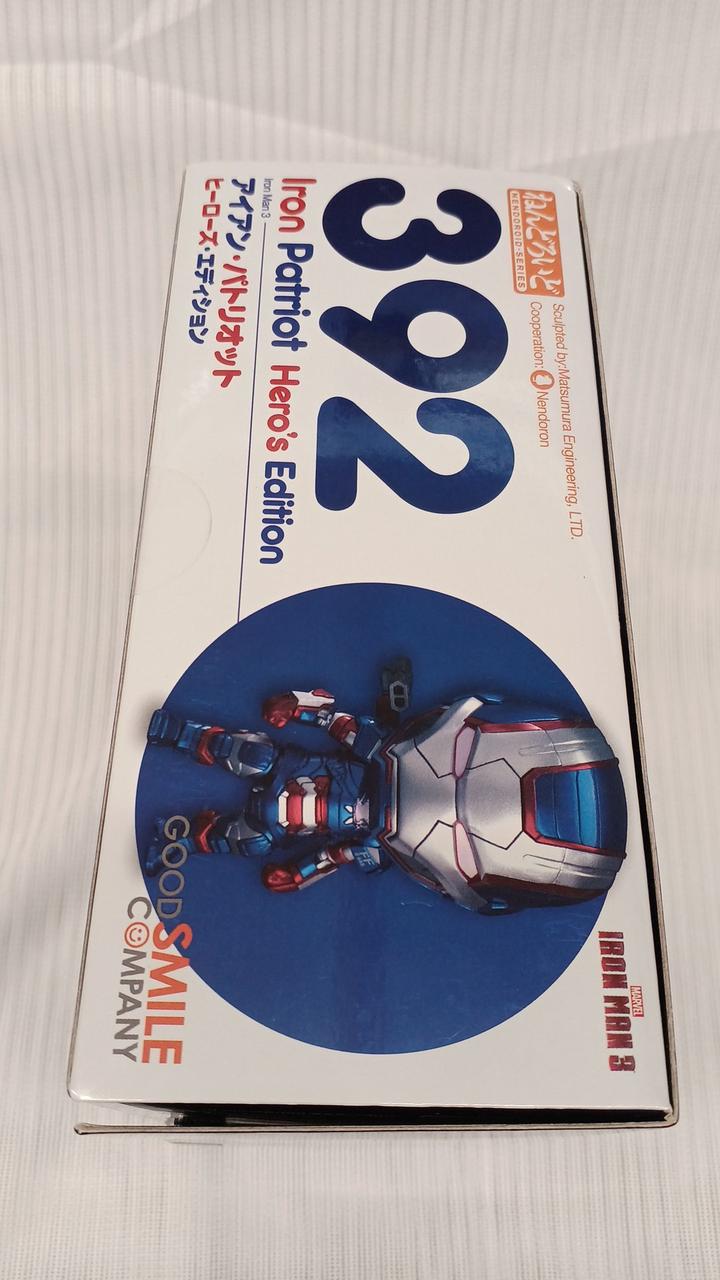 ねんどろいど
NENDOROID·SERIES
Sculpted by:Matsumura Engineering, LTD.
Cooperation: Nendoron
392
Iron Patriot Hero's Edition
Iron Man 3
アイアン・パトリオット
ヒーローズ・エディション
MARVEL
IRON MAN 3
GOOD SMILE
COMPANY